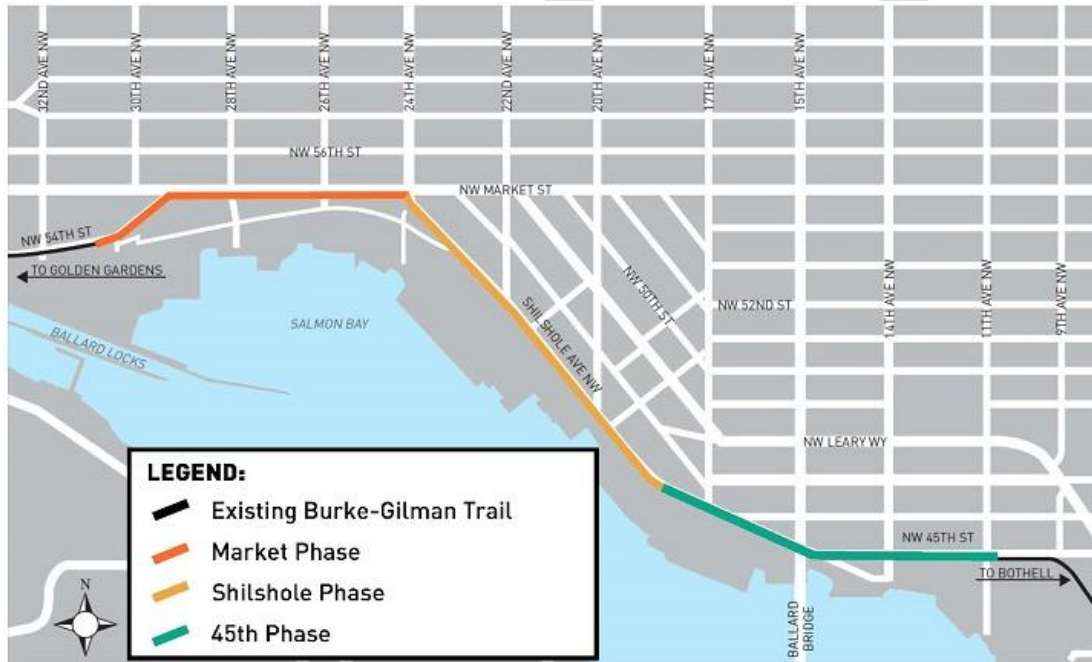 32ND AVE NW
30TH AVE NW
28TH AVE NW
26TH AVE NW
24TH AVE NW
22ND AVE NW
20TH AVE NW
17TH AVE NW
15TH AVE NW
NW 56TH ST
NW MARKET ST
NW 54TH ST
TO GOLDEN GARDENS
BALLARD LOCKS
SALMON BAY
SHILSHOLE AVE NW
NW 50TH ST
NW 52ND ST
14TH AVE NW
11TH AVE NW
9TH AVE NW
NW LEARY WY
NW 45TH ST
TO BOTHELL
BALLARD
BRIDGE
LEGEND:
Existing Burke-Gilman Trail
Market Phase
Shilshole Phase
45th Phase
N